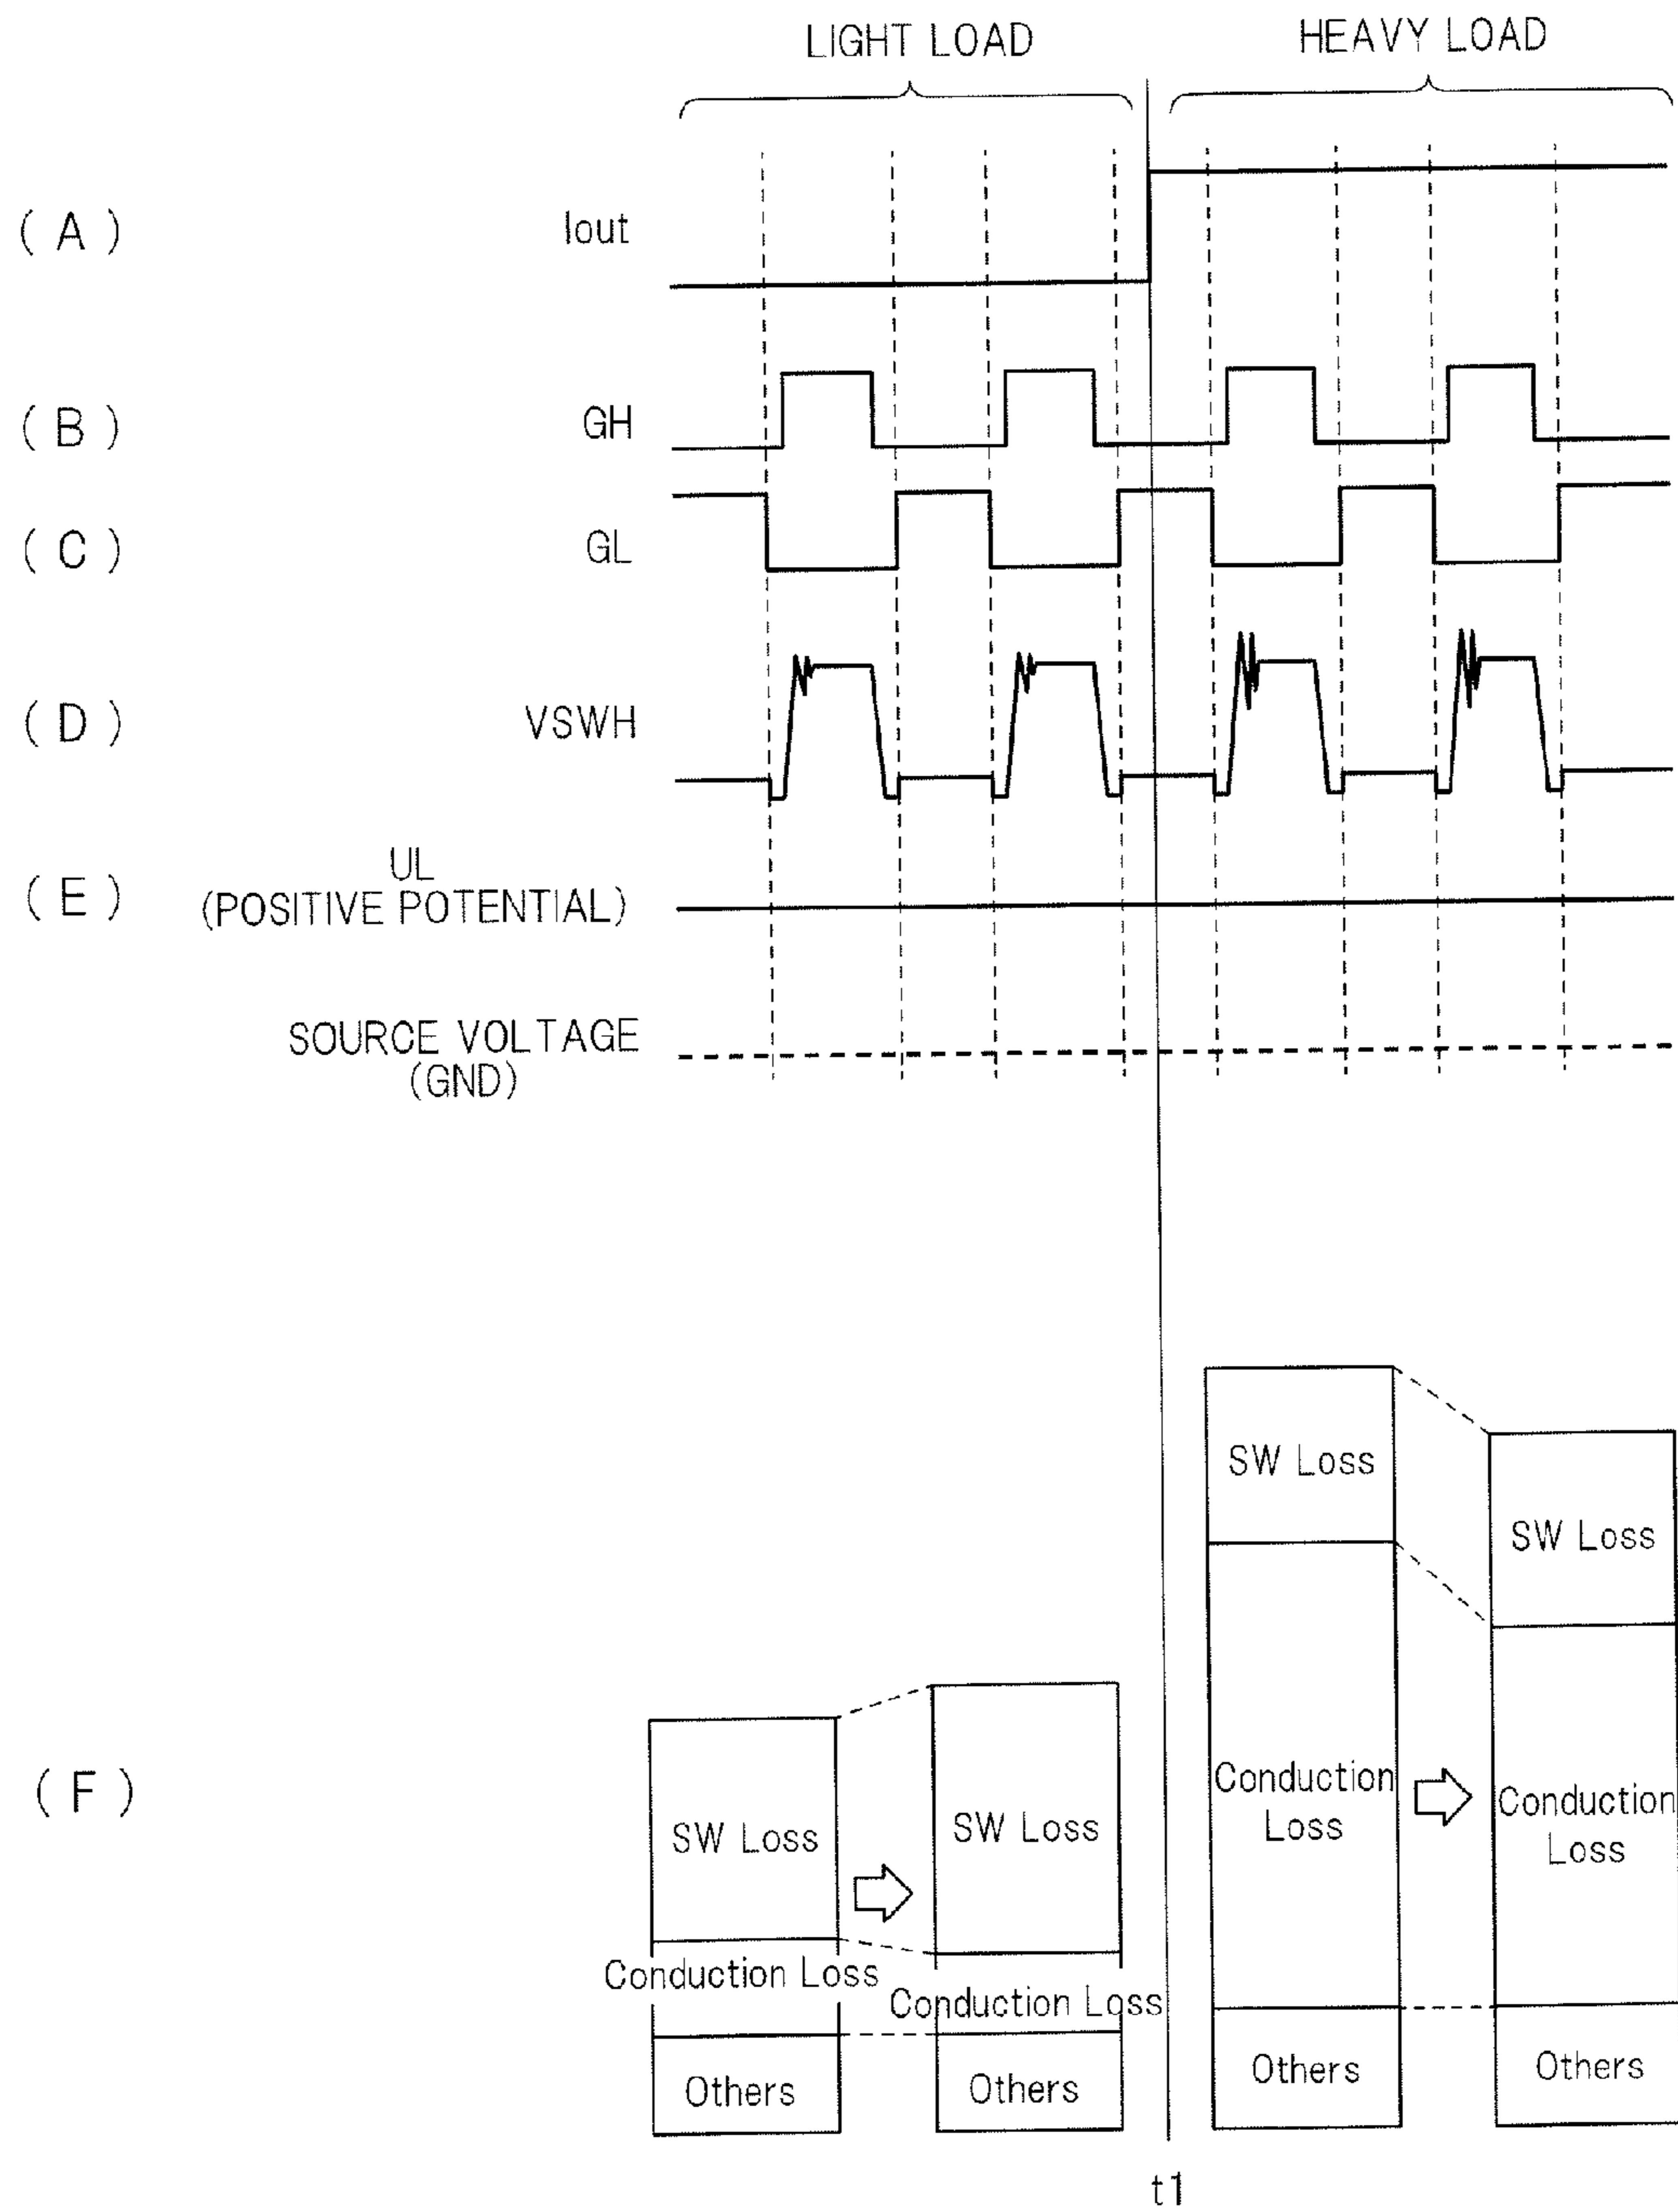 LIGHT LOAD
HEAVY LOAD
( A )
Iout
( B )
GH
( C )
GL
( D )
VSWH
( E )
UL
(POSITIVE POTENTIAL)
SOURCE VOLTAGE
(GND)
( F )
SW Loss
Conduction Loss
Others
SW Loss
Conduction Loss
Others
SW Loss
Conduction
Loss
Others
SW Loss
Conduction
Loss
Others
t1